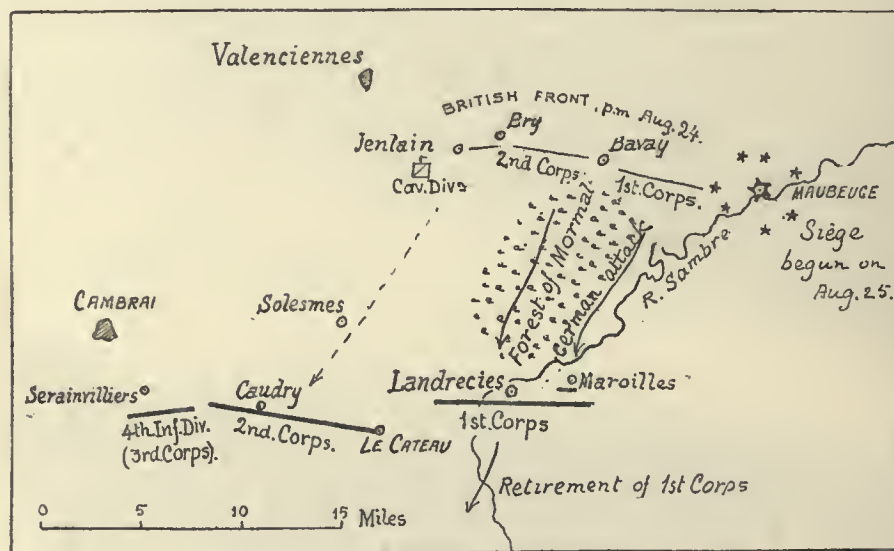 Valenciennes
BRITISH FRONT, p.m Aug. 24.
Bry
Jenlain
Bavay
2nd Corps.
1st. Corps.
Cav. Divs
MAUBEUGE
Siège
begun on
Aug. 25.
Forest of Mormal.
German attack
R. Sambre
CAMBRAI
Solesmes
Landrecies
Maroilles
Serainvilliers
Caudry
4th. Inf. Div.
(3rd. Corps).
2nd. Corps.
LE CATEAU
1st. Corps
Retirement of 1st Corps
0 5 10 15 Miles